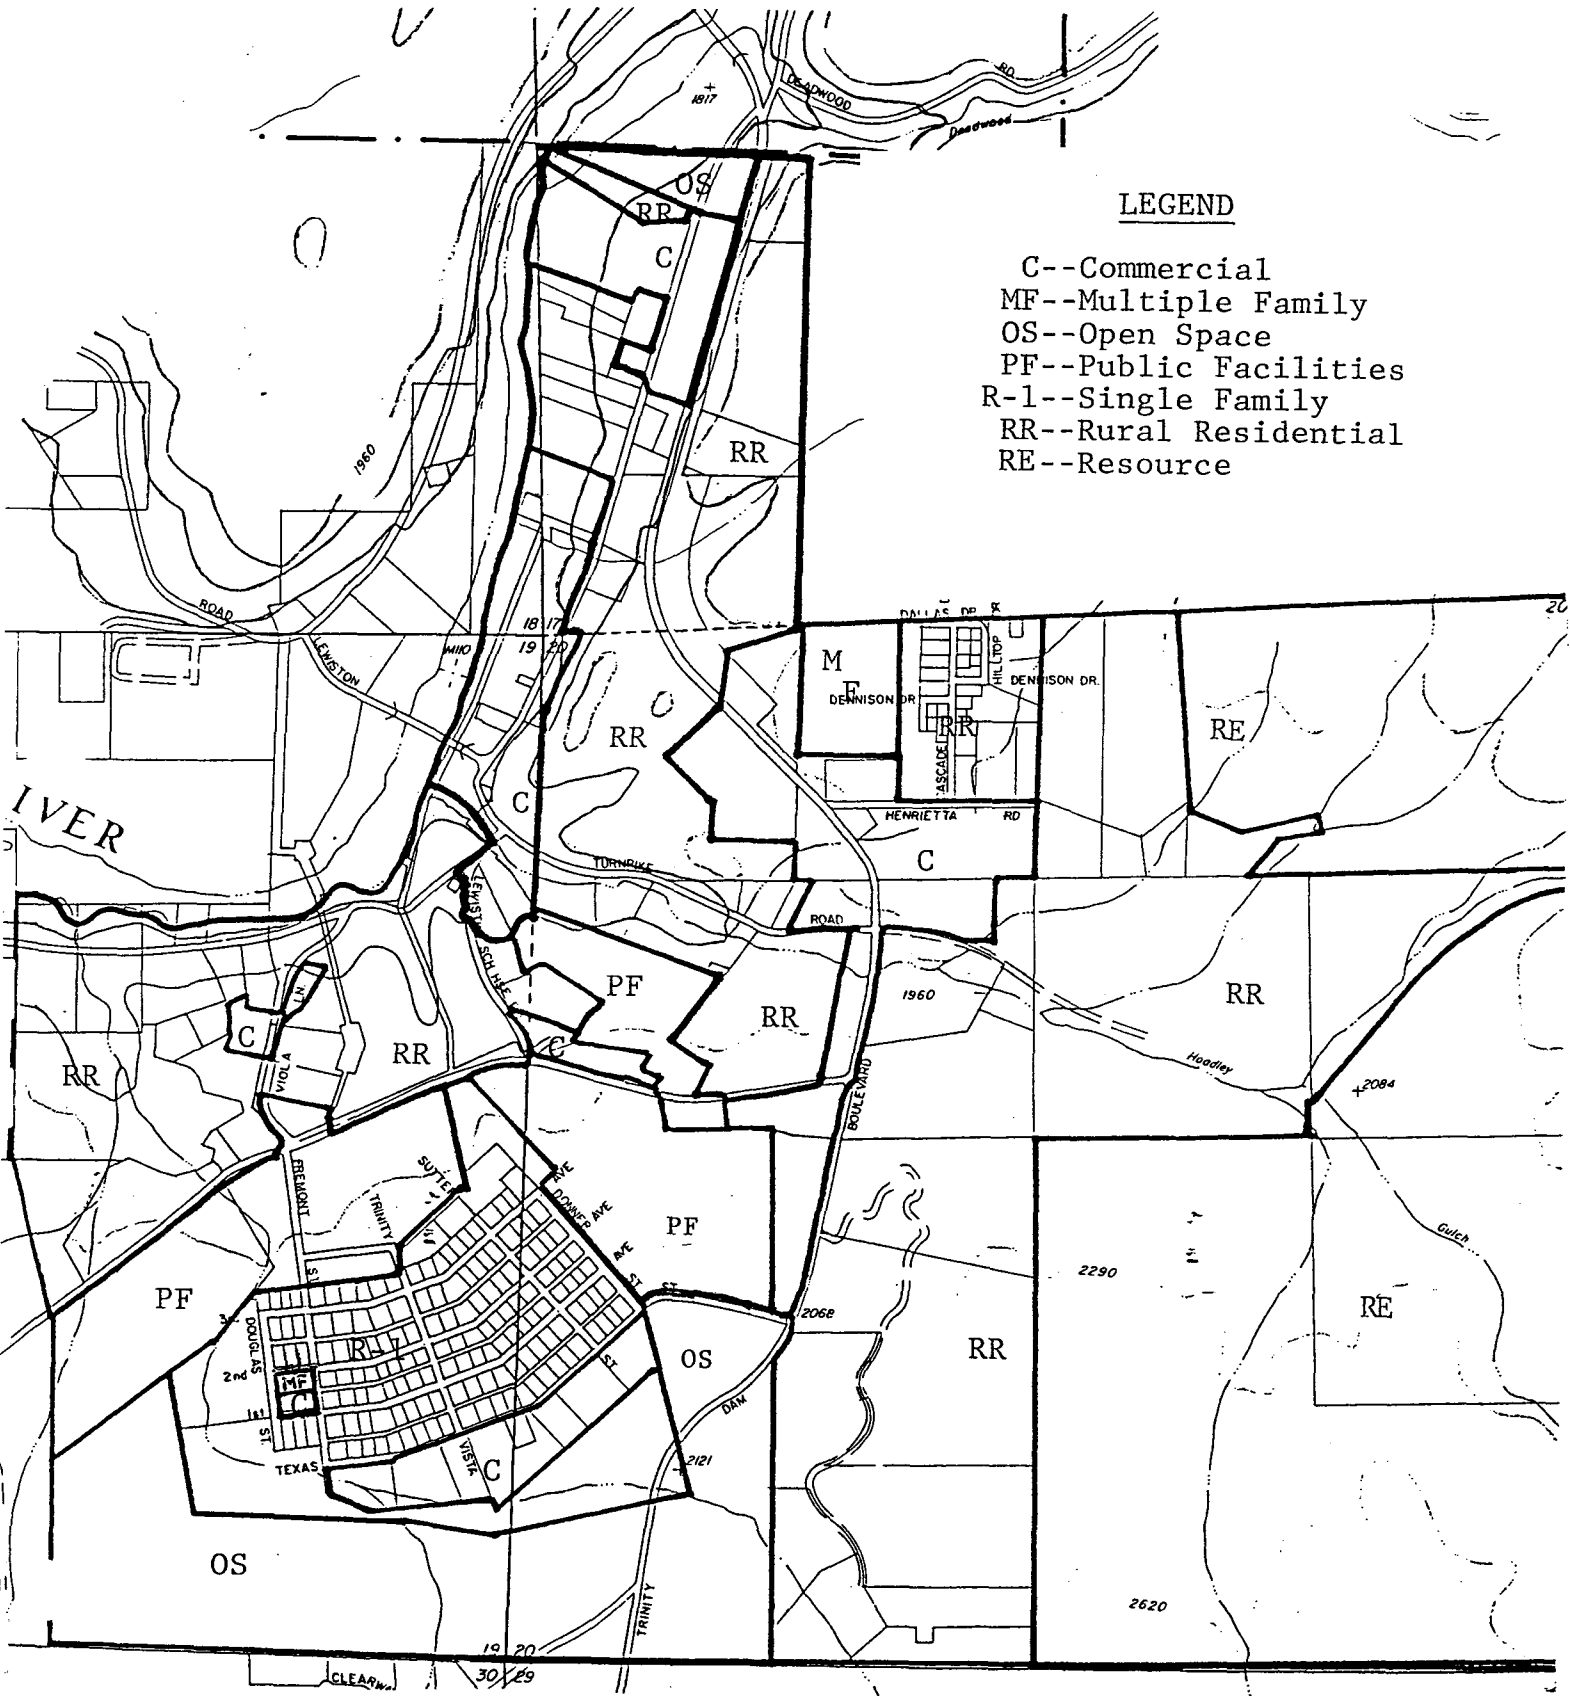 RD.
DEADWOOD
1817
Deadwood
OS
RR
C
LEGEND
C--Commercial
MF--Multiple Family
OS--Open Space
PF--Public Facilities
R-1--Single Family
RR--Rural Residential
RE--Resource
1960
RR
ROAD
DALLAS DR
20
18 17
19 20
LEWISTON
M
F
HILLTOP
DENNISON DR.
DENNISON DR
RR
RR
RE
CASCADE
C
IVER
HENRIETTA RD
TURNPIKE
C
LEWISTON
ROAD
SCH HSE
PF
LN.
1960
RR
RR
C
C
RR
RR
VIOLA
BOULEVARD
Hoadley
2084
SUTTER
AVE
FREMONT
TRINITY
DONNER AVE
PF
AVE
Gulch
2290
ST.
ST
ST.
PF
2068
RE
3rd
DOUGLAS
R-1
OS
RR
2nd
MF
ST
C
DAM
1st
ST.
TEXAS
VISTA
C
2121
OS
TRINITY
2620
19 20
30 29